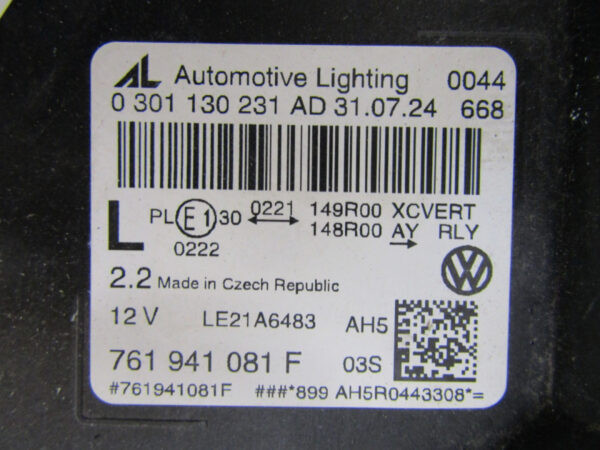 AL Automotive Lighting 0044
0 301 130 231 AD 31.07.24 668
L PL E1 30 0221 149R00 XCVERT
0222 148R00 AY RLY
VW
2.2 Made in Czech Republic
12 V LE21A6483 AH5
761 941 081 F 03S
#761941081F ###*899 AH5R0443308*=